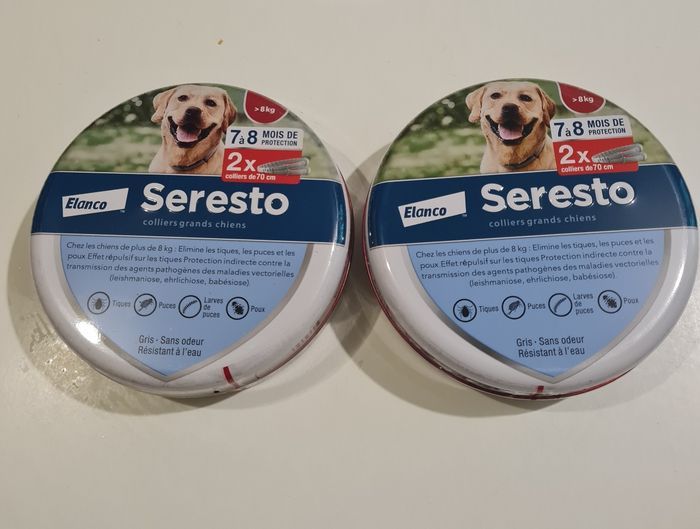 >8kg
7à8 MOIS DE PROTECTION
2x
colliers de 70 cm
Elanco™ Seresto
colliers grands chiens
Chez les chiens de plus de 8 kg : Elimine les tiques, les puces et les
poux. Effet répulsif sur les tiques Protection indirecte contre la
transmission des agents pathogènes des maladies vectorielles
(leishmaniose, ehrlichiose, babésiose).
Tiques Puces Larves de puces Poux
Gris - Sans odeur
Résistant à l'eau
>8kg
7à8 MOIS DE PROTECTION
2x
colliers de 70 cm
Elanco™ Seresto
colliers grands chiens
Chez les chiens de plus de 8 kg : Elimine les tiques, les puces et les
poux. Effet répulsif sur les tiques Protection indirecte contre la
transmission des agents pathogènes des maladies vectorielles
(leishmaniose, ehrlichiose, babésiose).
Tiques Puces Larves de puces Poux
Gris - Sans odeur
Résistant à l'eau